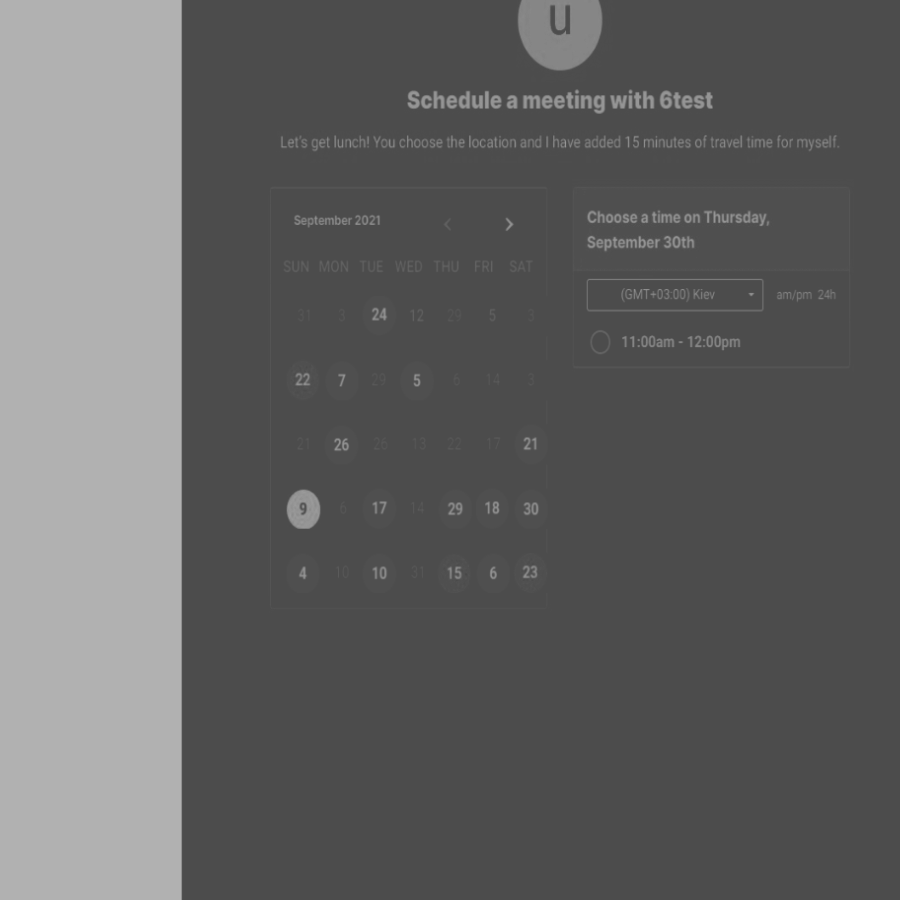 u
Schedule a meeting with 6test
Let's get lunch! You choose the location and I have added 15 minutes of travel time for myself.
September 2021
SUN MON TUE WED THU FRI SAT
31 3 24 12 29 5 3
22 7 29 5 6 14 3
21 26 26 13 22 17 21
9 6 17 14 29 18 30
4 10 10 31 15 6 23
Choose a time on Thursday,
September 30th
(GMT+03:00) Kiev am/pm 24h
11:00am - 12:00pm